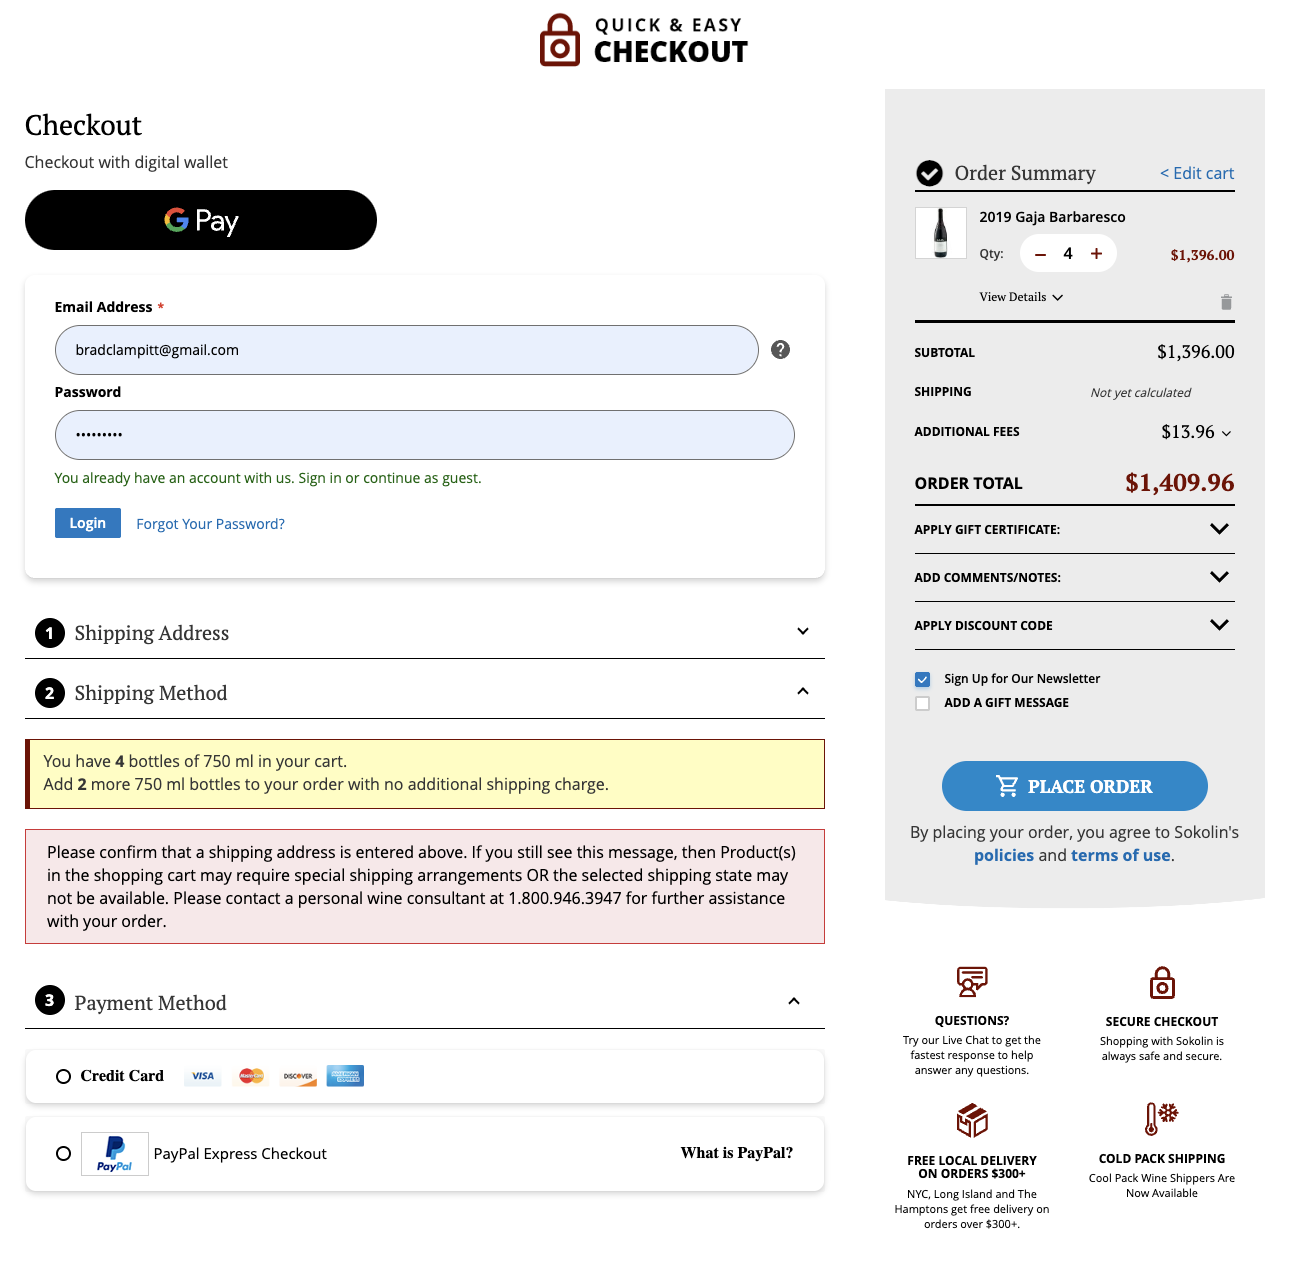 QUICK & EASY
CHECKOUT
Checkout
Checkout with digital wallet
G Pay
Email Address *
bradclampitt@gmail.com
?
Password
•••••••••
You already have an account with us. Sign in or continue as guest.
Login
Forgot Your Password?
1 Shipping Address
2 Shipping Method
You have 4 bottles of 750 ml in your cart.
Add 2 more 750 ml bottles to your order with no additional shipping charge.
Please confirm that a shipping address is entered above. If you still see this message, then Product(s)
in the shopping cart may require special shipping arrangements OR the selected shipping state may
not be available. Please contact a personal wine consultant at 1.800.946.3947 for further assistance
with your order.
3 Payment Method
Credit Card VISA MasterCard DISCOVER AMERICAN EXPRESS
PayPal PayPal Express Checkout What is PayPal?
Order Summary < Edit cart
2019 Gaja Barbaresco
Qty: − 4 + $1,396.00
View Details
SUBTOTAL $1,396.00
SHIPPING Not yet calculated
ADDITIONAL FEES $13.96
ORDER TOTAL $1,409.96
APPLY GIFT CERTIFICATE:
ADD COMMENTS/NOTES:
APPLY DISCOUNT CODE
Sign Up for Our Newsletter
ADD A GIFT MESSAGE
PLACE ORDER
By placing your order, you agree to Sokolin's
policies and terms of use.
QUESTIONS?
Try our Live Chat to get the
fastest response to help
answer any questions.
SECURE CHECKOUT
Shopping with Sokolin is
always safe and secure.
FREE LOCAL DELIVERY
ON ORDERS $300+
NYC, Long Island and The
Hamptons get free delivery on
orders over $300+.
COLD PACK SHIPPING
Cool Pack Wine Shippers Are
Now Available